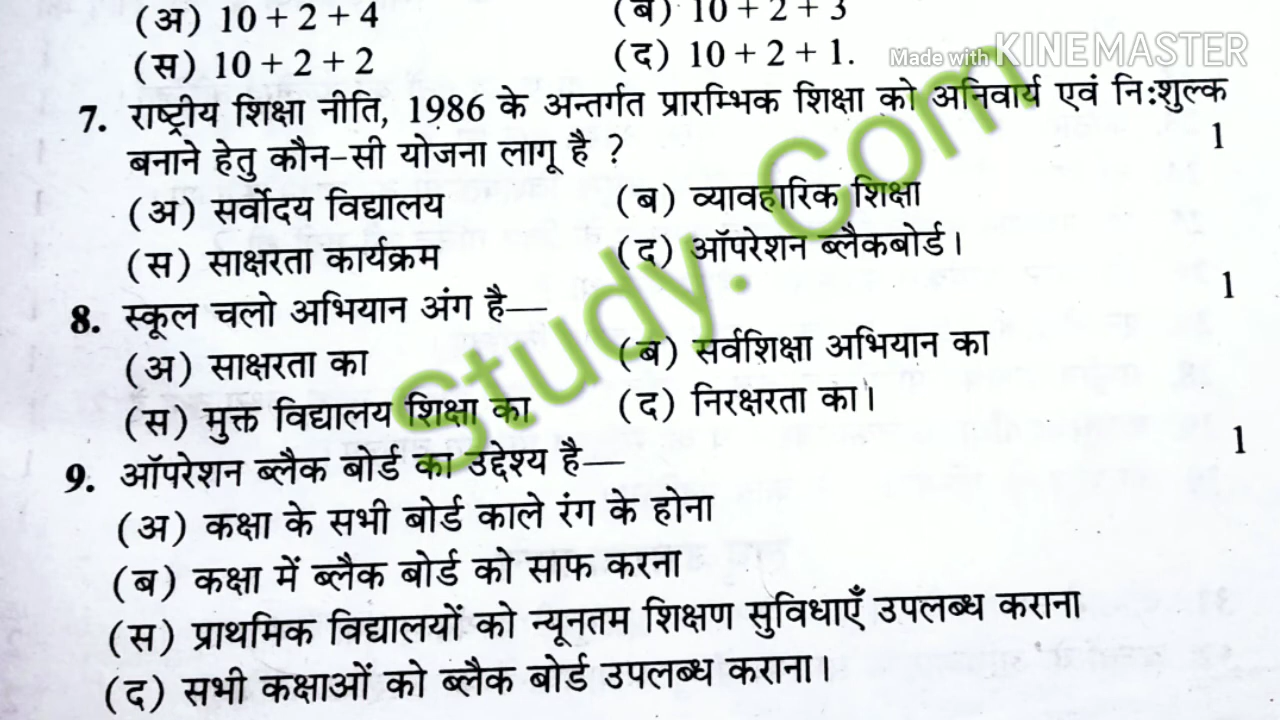 (अ) 10 + 2 + 4 (ब) 10 + 2 + 3
(स) 10 + 2 + 2 (द) 10 + 2 + 1.
Made with KINEMASTER
7. राष्ट्रीय शिक्षा नीति, 1986 के अन्तर्गत प्रारम्भिक शिक्षा को अनिवार्य एवं नि:शुल्क
बनाने हेतु कौन-सी योजना लागू है ? 1
(अ) सर्वोदय विद्यालय (ब) व्यावहारिक शिक्षा
(स) साक्षरता कार्यक्रम (द) ऑपरेशन ब्लैकबोर्ड।
8. स्कूल चलो अभियान अंग है— 1
(अ) साक्षरता का (ब) सर्वशिक्षा अभियान का
(स) मुक्त विद्यालय शिक्षा का (द) निरक्षरता का।
9. ऑपरेशन ब्लैक बोर्ड का उद्देश्य है— 1
(अ) कक्षा के सभी बोर्ड काले रंग के होना
(ब) कक्षा में ब्लैक बोर्ड को साफ करना
(स) प्राथमिक विद्यालयों को न्यूनतम शिक्षण सुविधाएँ उपलब्ध कराना
(द) सभी कक्षाओं को ब्लैक बोर्ड उपलब्ध कराना।
Study. Com